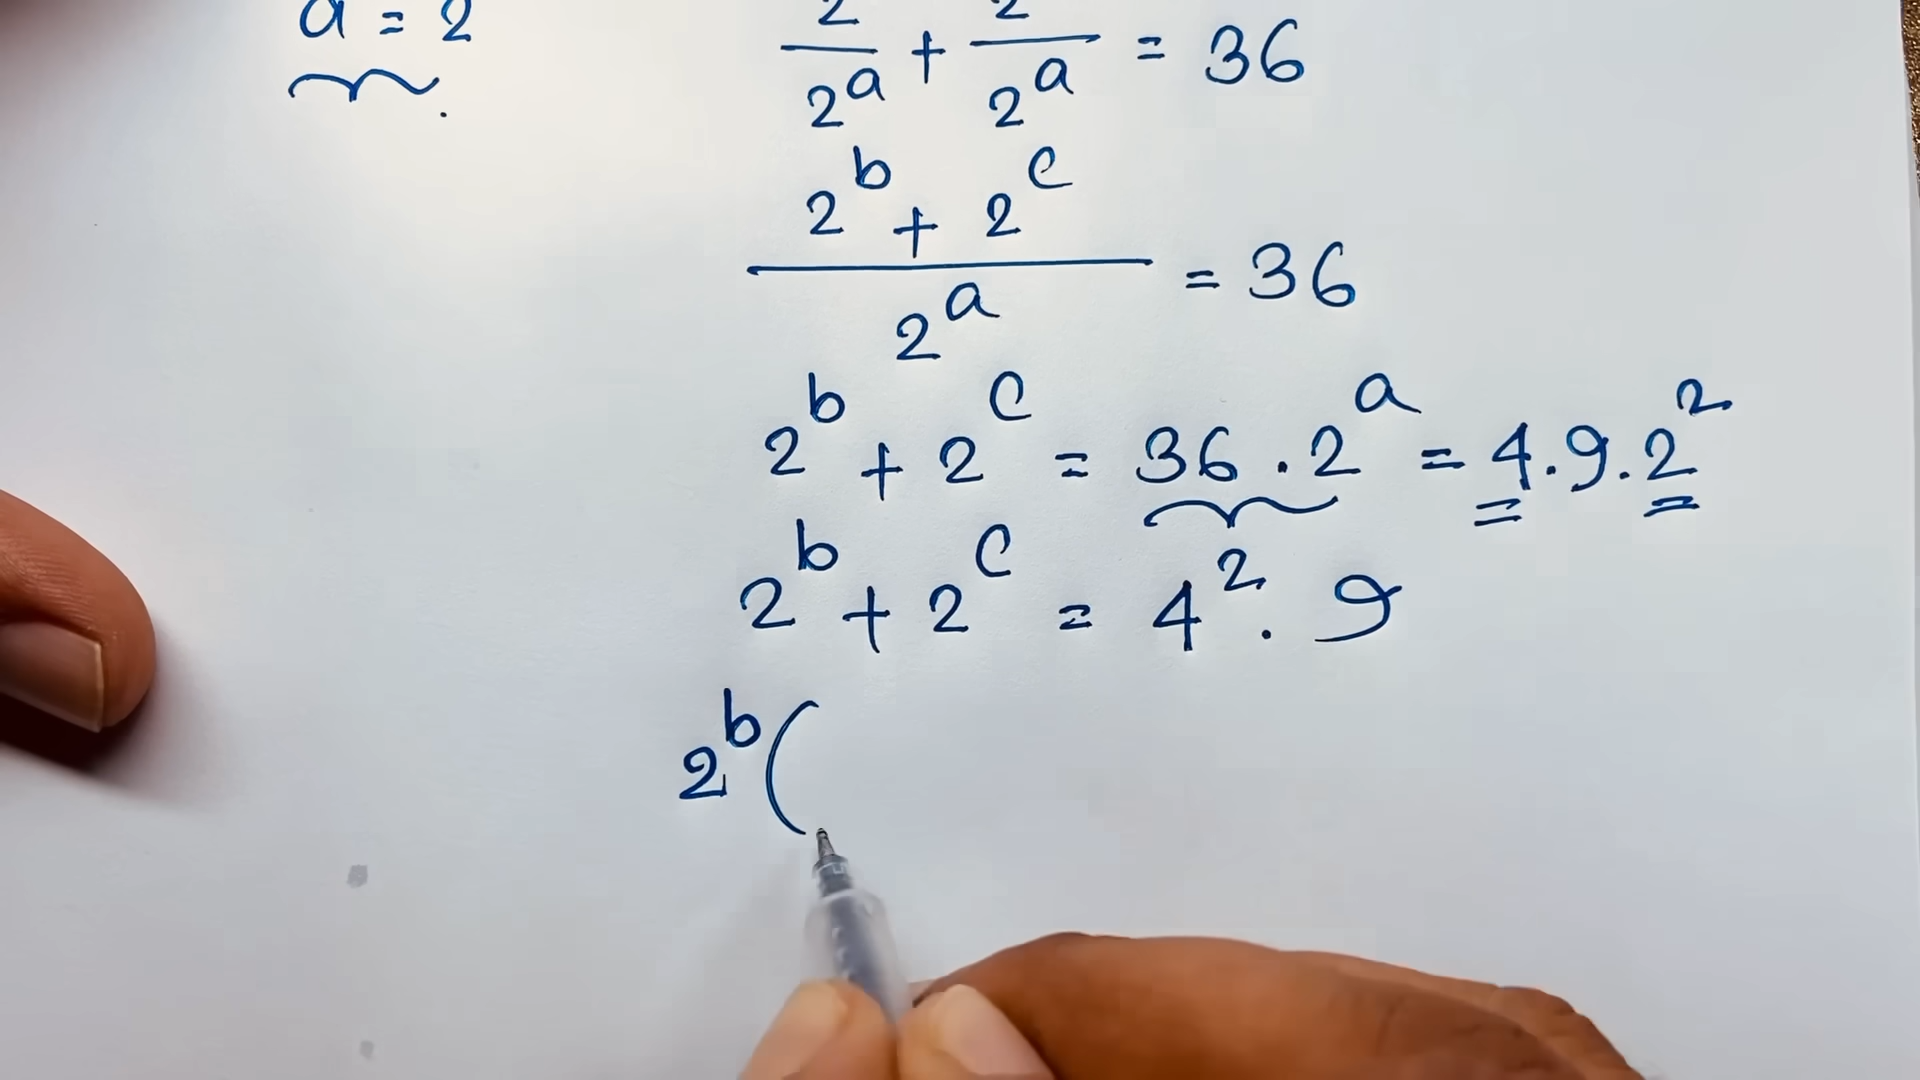 a = 2
2/2^a + 2/2^a = 36
(2^b + 2^c)/2^a = 36
2^b + 2^c = 36 . 2^a = 4 . 9 . 2^2
2^b + 2^c = 4^2 . 9
2^b (